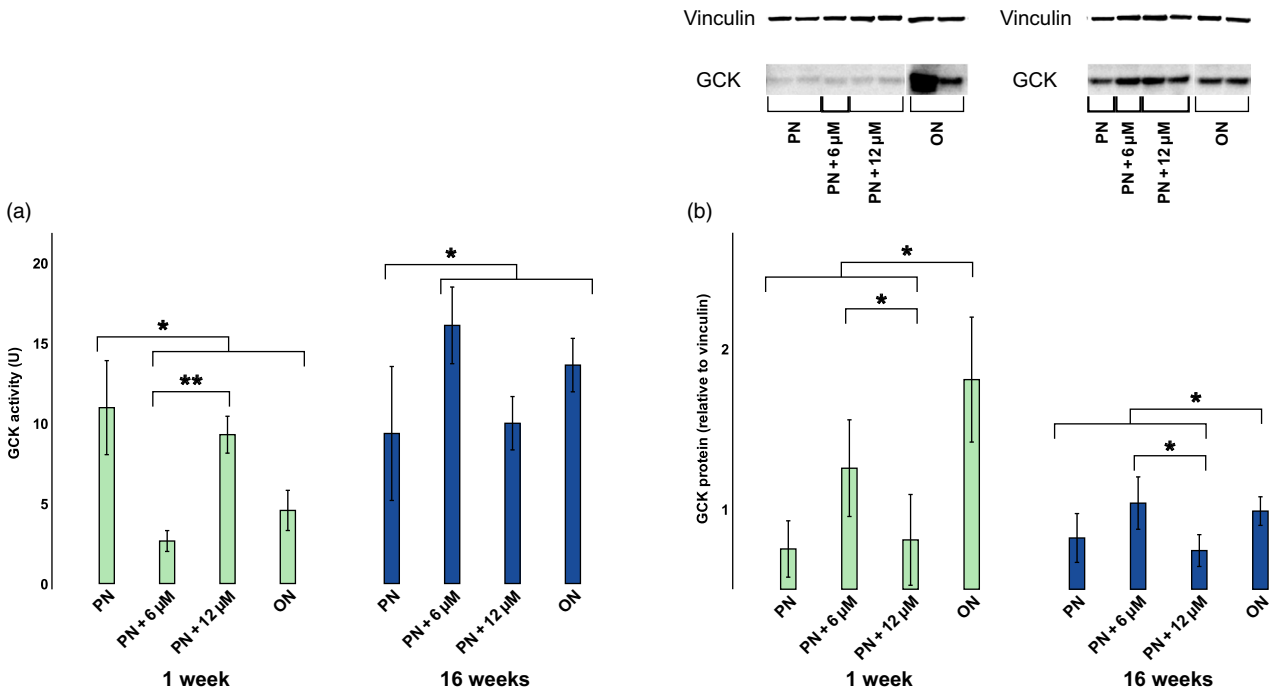 Vinculin
GCK
PN
PN + 6 µM
PN + 12 µM
ON
Vinculin
GCK
PN
PN + 6 µM
PN + 12 µM
ON
(a)
GCK activity (U)
20
15
10
5
0
*
*
**
PN
PN + 6 µM
PN + 12 µM
ON
1 week
PN
PN + 6 µM
PN + 12 µM
ON
16 weeks
(b)
GCK protein (relative to vinculin)
2
1
*
*
*
*
PN
PN + 6 µM
PN + 12 µM
ON
1 week
PN
PN + 6 µM
PN + 12 µM
ON
16 weeks